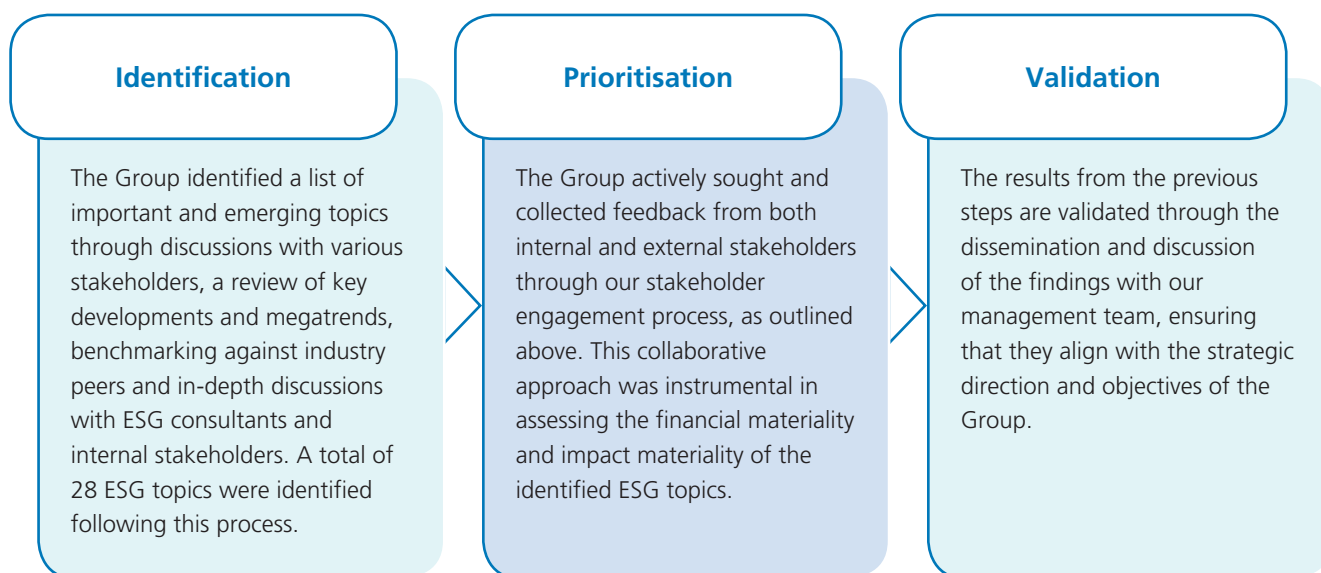 Identification
The Group identified a list of
important and emerging topics
through discussions with various
stakeholders, a review of key
developments and megatrends,
benchmarking against industry
peers and in-depth discussions
with ESG consultants and
internal stakeholders. A total of
28 ESG topics were identified
following this process.
Prioritisation
The Group actively sought and
collected feedback from both
internal and external stakeholders
through our stakeholder
engagement process, as outlined
above. This collaborative
approach was instrumental in
assessing the financial materiality
and impact materiality of the
identified ESG topics.
Validation
The results from the previous
steps are validated through the
dissemination and discussion
of the findings with our
management team, ensuring
that they align with the strategic
direction and objectives of the
Group.